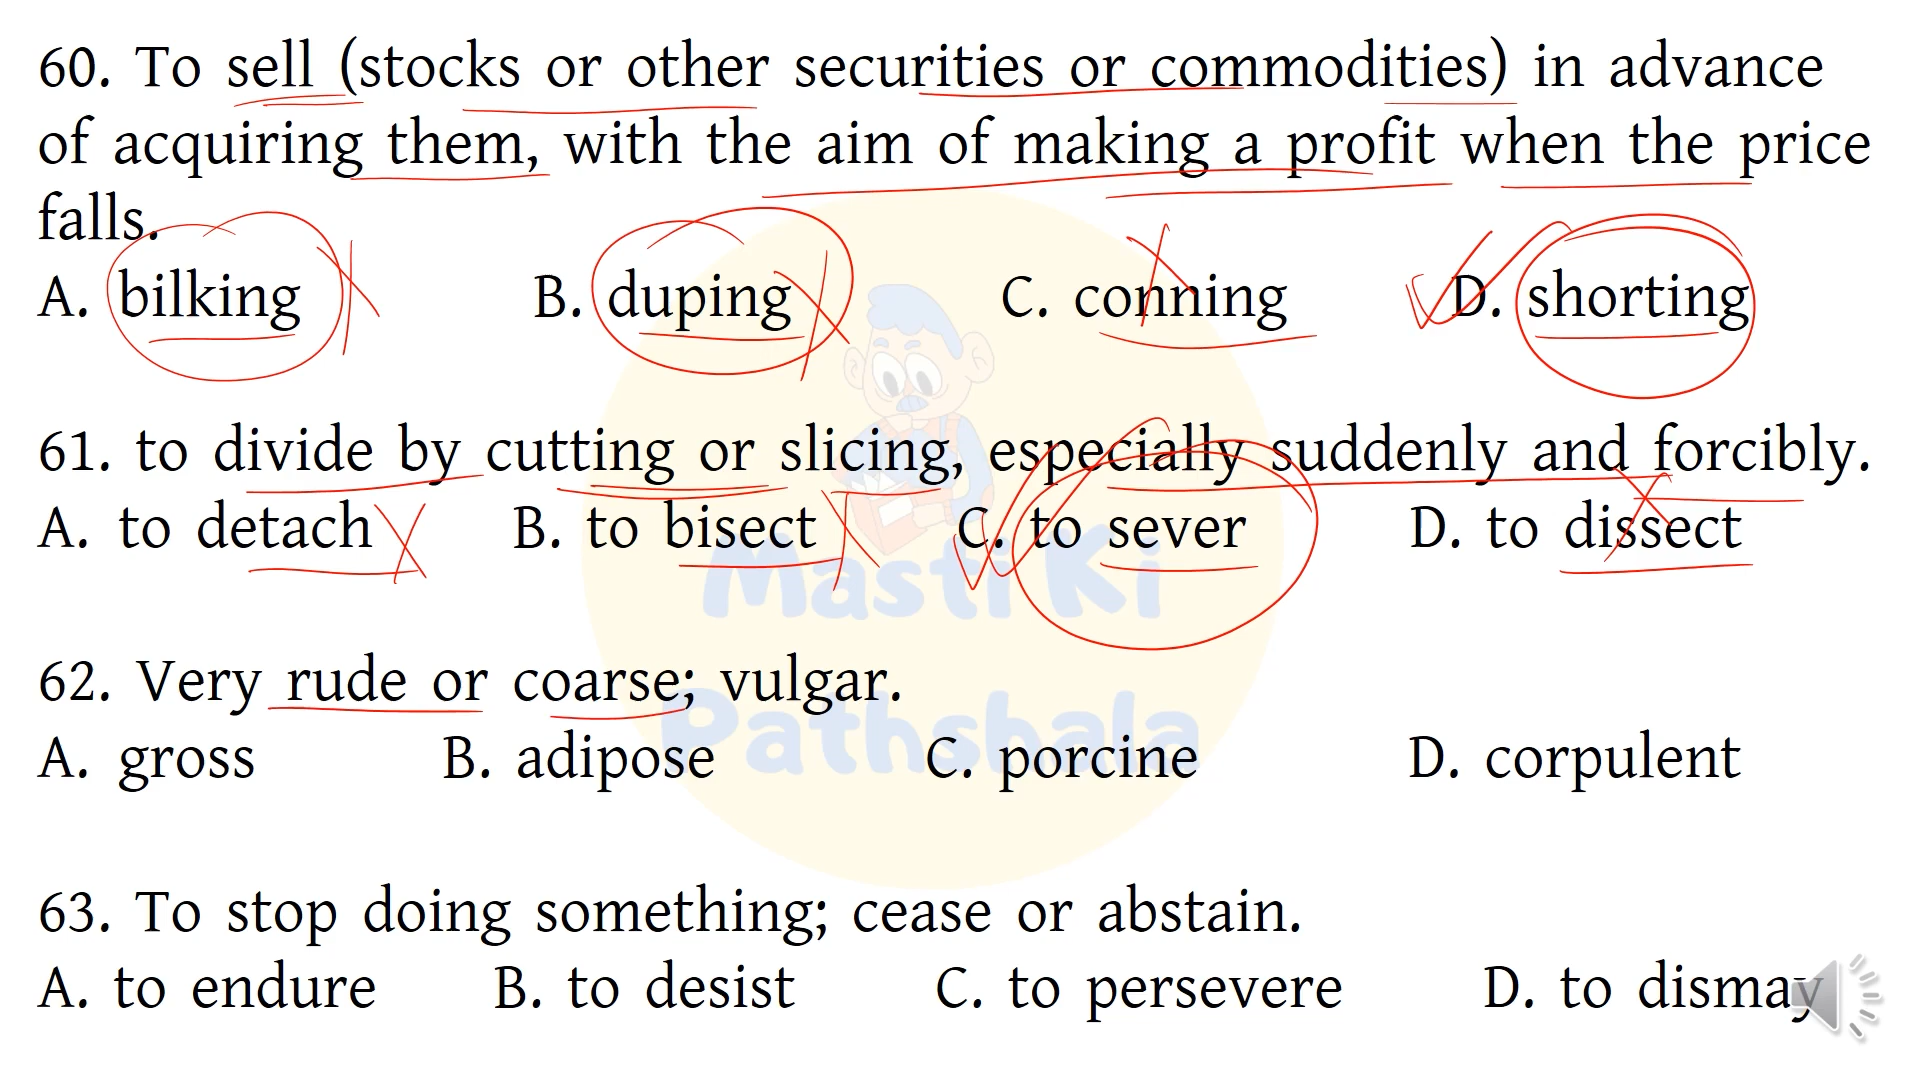 60. To sell (stocks or other securities or commodities) in advance
of acquiring them, with the aim of making a profit when the price
falls.
A. bilking B. duping C. conning D. shorting
61. to divide by cutting or slicing, especially suddenly and forcibly.
A. to detach B. to bisect C. to sever D. to dissect
Masti Ki
62. Very rude or coarse; vulgar.
Pathshala
A. gross B. adipose C. porcine D. corpulent
63. To stop doing something; cease or abstain.
A. to endure B. to desist C. to persevere D. to dismay